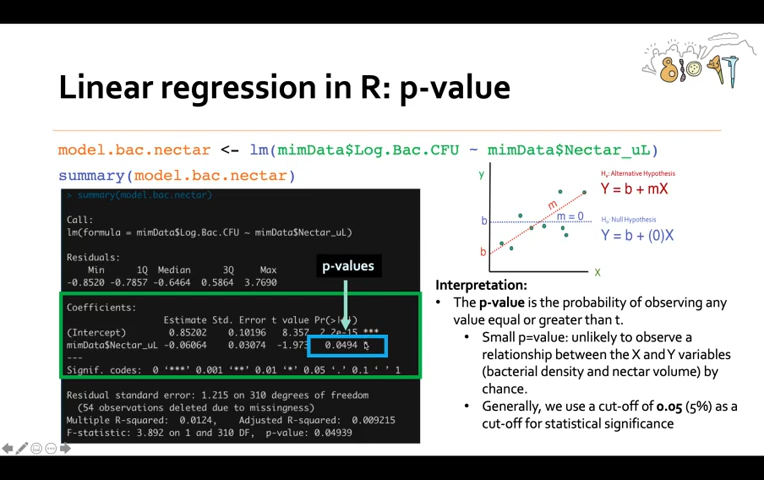 Linear regression in R: p-value
model.bac.nectar <- lm(mimData$Log.Bac.CFU ~ mimData$Nectar_uL)
summary(model.bac.nectar)
> summary(model.bac.nectar)
Call:
lm(formula = mimData$Log.Bac.CFU ~ mimData$Nectar_uL)
Residuals:
Min 1Q Median 3Q Max
-0.8520 -0.7857 -0.6464 0.5864 3.7690
p-values
Coefficients:
Estimate Std. Error t value Pr(>|t|)
(Intercept) 0.85202 0.10196 8.357 2.2e-15 ***
mimData$Nectar_uL -0.06064 0.03074 -1.973 0.0494 *
---
Signif. codes: 0 ‘***’ 0.001 ‘**’ 0.01 ‘*’ 0.05 ‘.’ 0.1 ‘ ’ 1
Residual standard error: 1.215 on 310 degrees of freedom
(54 observations deleted due to missingness)
Multiple R-squared: 0.0124, Adjusted R-squared: 0.009215
F-statistic: 3.892 on 1 and 310 DF, p-value: 0.04939
y
m
m = 0
b
b
X
Hₐ: Alternative Hypothesis
Y = b + mX
H₀: Null Hypothesis
Y = b + (0)X
Interpretation:
• The p-value is the probability of observing any
value equal or greater than t.
• Small p=value: unlikely to observe a
relationship between the X and Y variables
(bacterial density and nectar volume) by
chance.
• Generally, we use a cut-off of 0.05 (5%) as a
cut-off for statistical significance